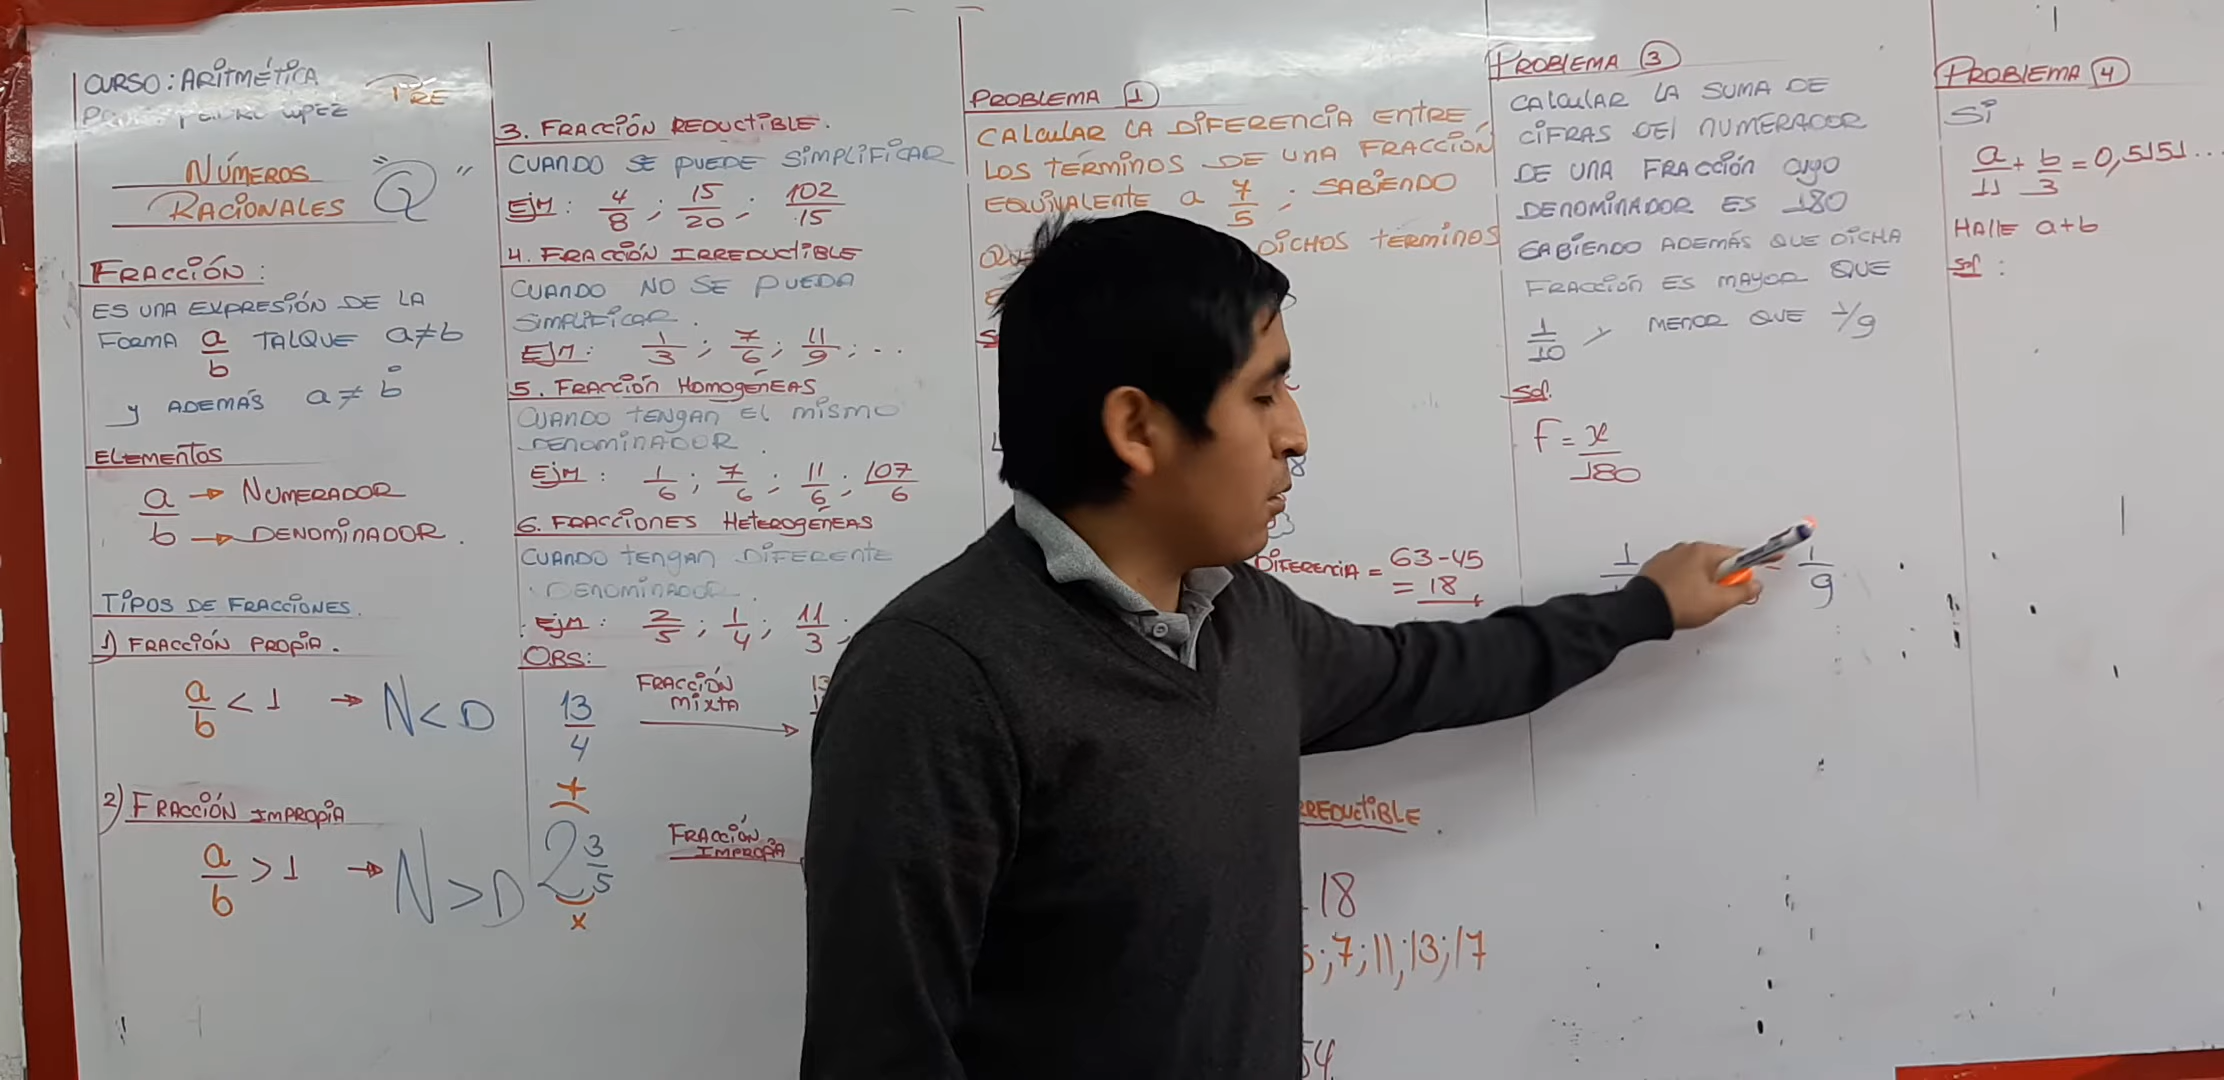 CURSO: ARITMÉTICA
PRE
NÚMEROS
RACIONALES "Q"
FRACCIÓN:
ES UNA EXPRESIÓN DE LA
FORMA a/b TALQUE a≠b
y ADEMÁS a≠b°
ELEMENTOS
a → NUMERADOR
b → DENOMINADOR.
TIPOS DE FRACCIONES.
1) FRACCIÓN PROPIA.
a/b < 1 → N<D
2) FRACCIÓN IMPROPIA
a/b > 1 → N>D
3. FRACCIÓN REDUCTIBLE.
CUANDO SE PUEDE SIMPLIFICAR
EJM: 4/8 ; 15/20 ; 102/15
4. FRACCIÓN IRREDUCTIBLE
CUANDO NO SE PUEDA
SIMPLIFICAR.
EJM: 1/3 ; 7/6 ; 11/9 ; ..
5. FRACCIÓN HOMOGÉNEAS
CUANDO TENGAN EL MISMO
DENOMINADOR.
EJM: 1/6 ; 7/6 ; 11/6 ; 107/6
6. FRACCIONES HETEROGÉNEAS
CUANDO TENGAN DIFERENTE
DENOMINADOR.
EJM: 2/5 ; 1/4 ; 11/3 ;
OBS:
13/4 FRACCIÓN MIXTA
+
2 3/5 FRACCIÓN IMPROPIA
x
PROBLEMA 1
CALCULAR LA DIFERENCIA ENTRE
LOS TÉRMINOS DE UNA FRACCIÓN
EQUIVALENTE a 7/5 ; SABIENDO
DICHOS TÉRMINOS
DIFERENCIA = 63-45
= 18
18
;7;11;13;17
54
PROBLEMA 3
CALCULAR LA SUMA DE
CIFRAS DEL NUMERADOR
DE UNA FRACCIÓN CUYO
DENOMINADOR ES 180
SABIENDO ADEMÁS QUE DICHA
FRACCIÓN ES MAYOR QUE
1/10 y MENOR QUE 1/9
Sol.
F = x/180
1/9
PROBLEMA 4
Si
a/11 + b/3 = 0,5151...
HALLE a+b
Sol: